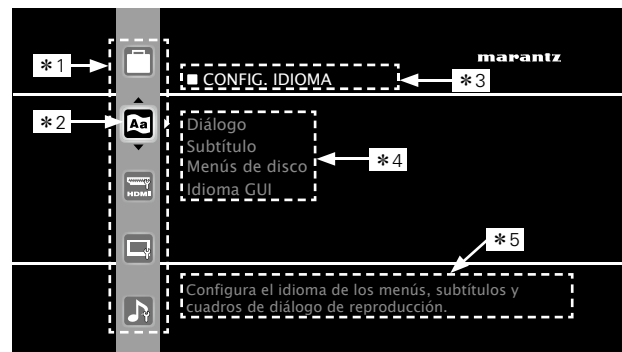 marantz
*1
CONFIG. IDIOMA
*3
*2
Aa
Diálogo
Subtítulo
Menús de disco
Idioma GUI
*4
HDMI
*5
Configura el idioma de los menús, subtítulos y
cuadros de diálogo de reproducción.